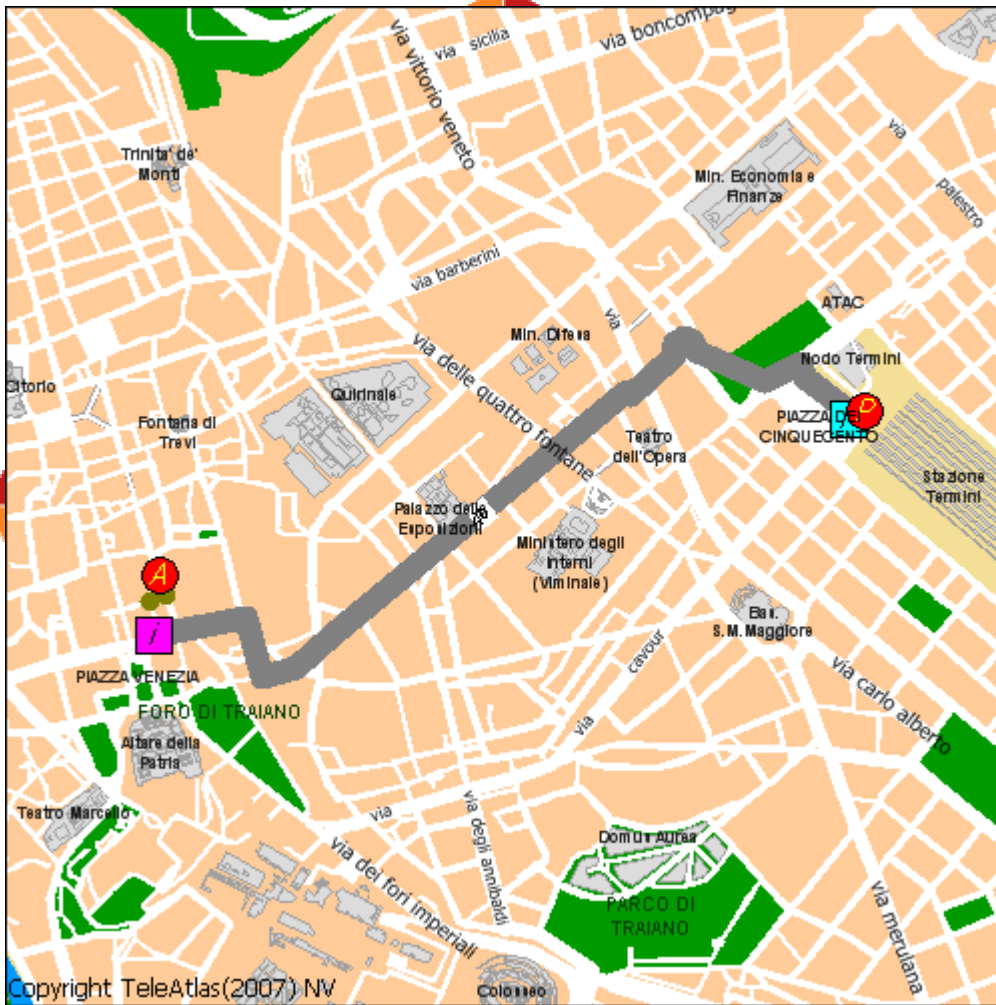 via sicilia
via boncompag
via vittorio veneto
Trinita' de'
Monti
Min. Economia e
Finanze
via
palestro
via barberini
ATAC
Min. Difesa
via
Nodo Termini
Citorio
via delle quattro fontane
Quirinale
Fontana di
Trevi
PIAZZA DEI
CINQUECENTO
P
Teatro
dell'Opera
Stazione
Termini
Palazzo delle
Esposizioni
Ministero degli
Interni
(Viminale)
A
i
Bas.
S.M.Maggiore
cavour
via
PIAZZA VENEZIA
via carlo alberto
FORO DI TRAIANO
Altare della
Patria
Teatro Marcello
via
via degli annibaldi
Domus Aurea
via dei fori imperiali
PARCO DI
TRAIANO
via merulana
Colosseo
Copyright TeleAtlas(2007) NV